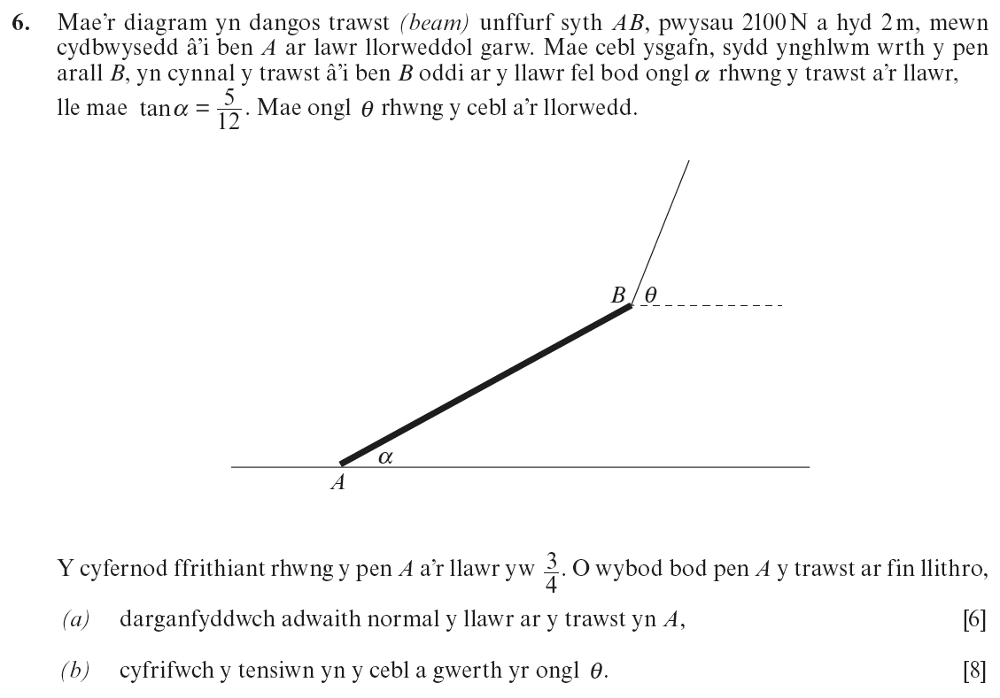 6. Mae'r diagram yn dangos trawst (beam) unffurf syth AB, pwysau 2100 N a hyd 2 m, mewn
cydbwysedd â'i ben A ar lawr llorweddol garw. Mae cebl ysgafn, sydd ynghlwm wrth y pen
arall B, yn cynnal y trawst â'i ben B oddi ar y llawr fel bod ongl α rhwng y trawst a'r llawr,
lle mae tan α = 5/12. Mae ongl θ rhwng y cebl a'r llorwedd.
B θ
α
A
Y cyfernod ffrithiant rhwng y pen A a'r llawr yw 3/4. O wybod bod pen A y trawst ar fin llithro,
(a) darganfyddwch adwaith normal y llawr ar y trawst yn A, [6]
(b) cyfrifwch y tensiwn yn y cebl a gwerth yr ongl θ. [8]